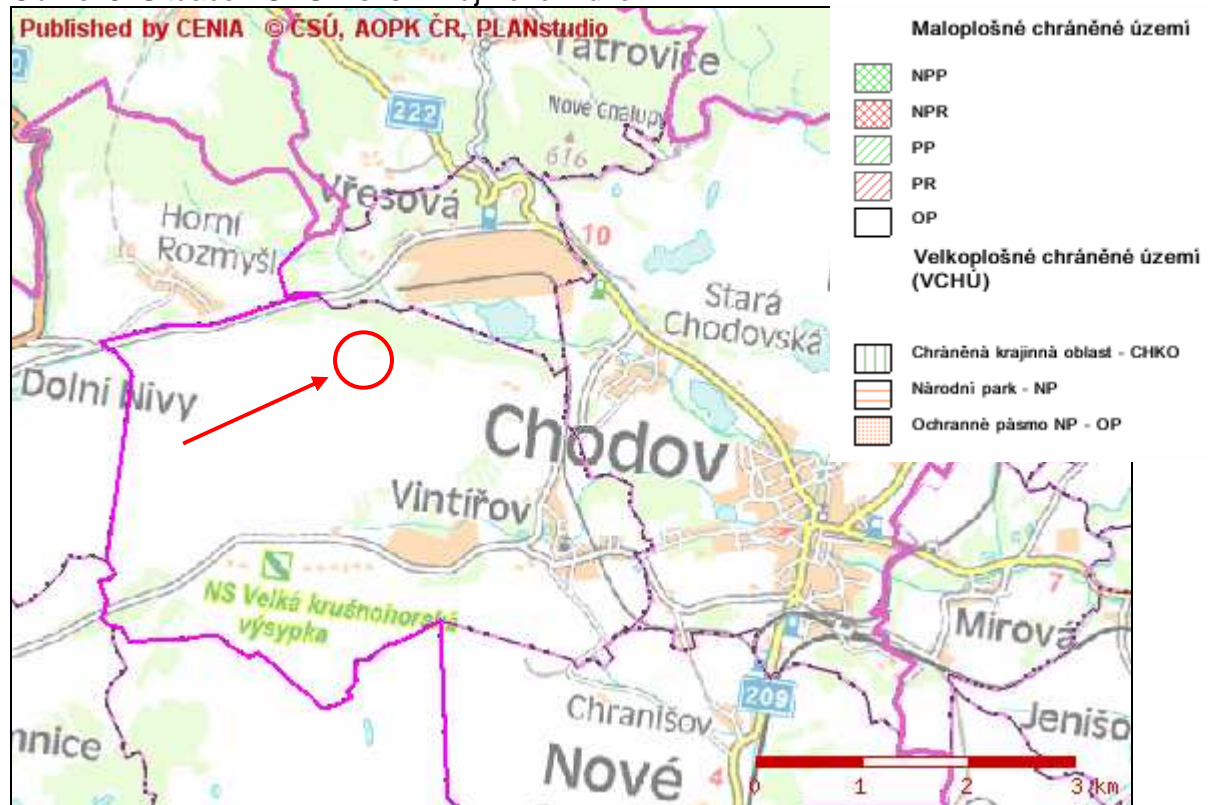 Published by CENIA © ČSÚ, AOPK ČR, PLANstudio
Tatrovice
Nové Chalupy
222
616
Vřesová
Horní
Rozmyšl
10
Stará
Chodovská
Dolní Nivy
Chodov
Vintířov
NS Velká krušnohorská
výsypka
7
Mírová
209
Chranišov
Jenišo
nnice
Nové
4
0 1 2 3 km
Maloplošné chráněné území
NPP
NPR
PP
PR
OP
Velkoplošné chráněné území
(VCHÚ)
Chráněná krajinná oblast - CHKO
Národní park - NP
Ochranné pásmo NP - OP